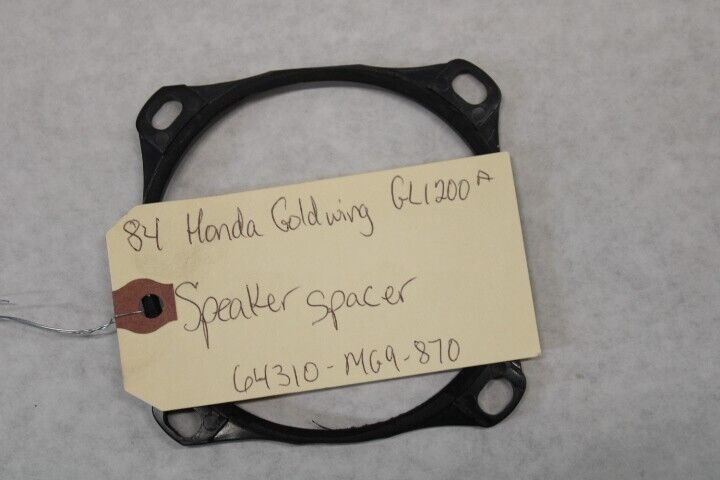 84 Honda Goldwing GL1200A
Speaker spacer
64310-MG9-870